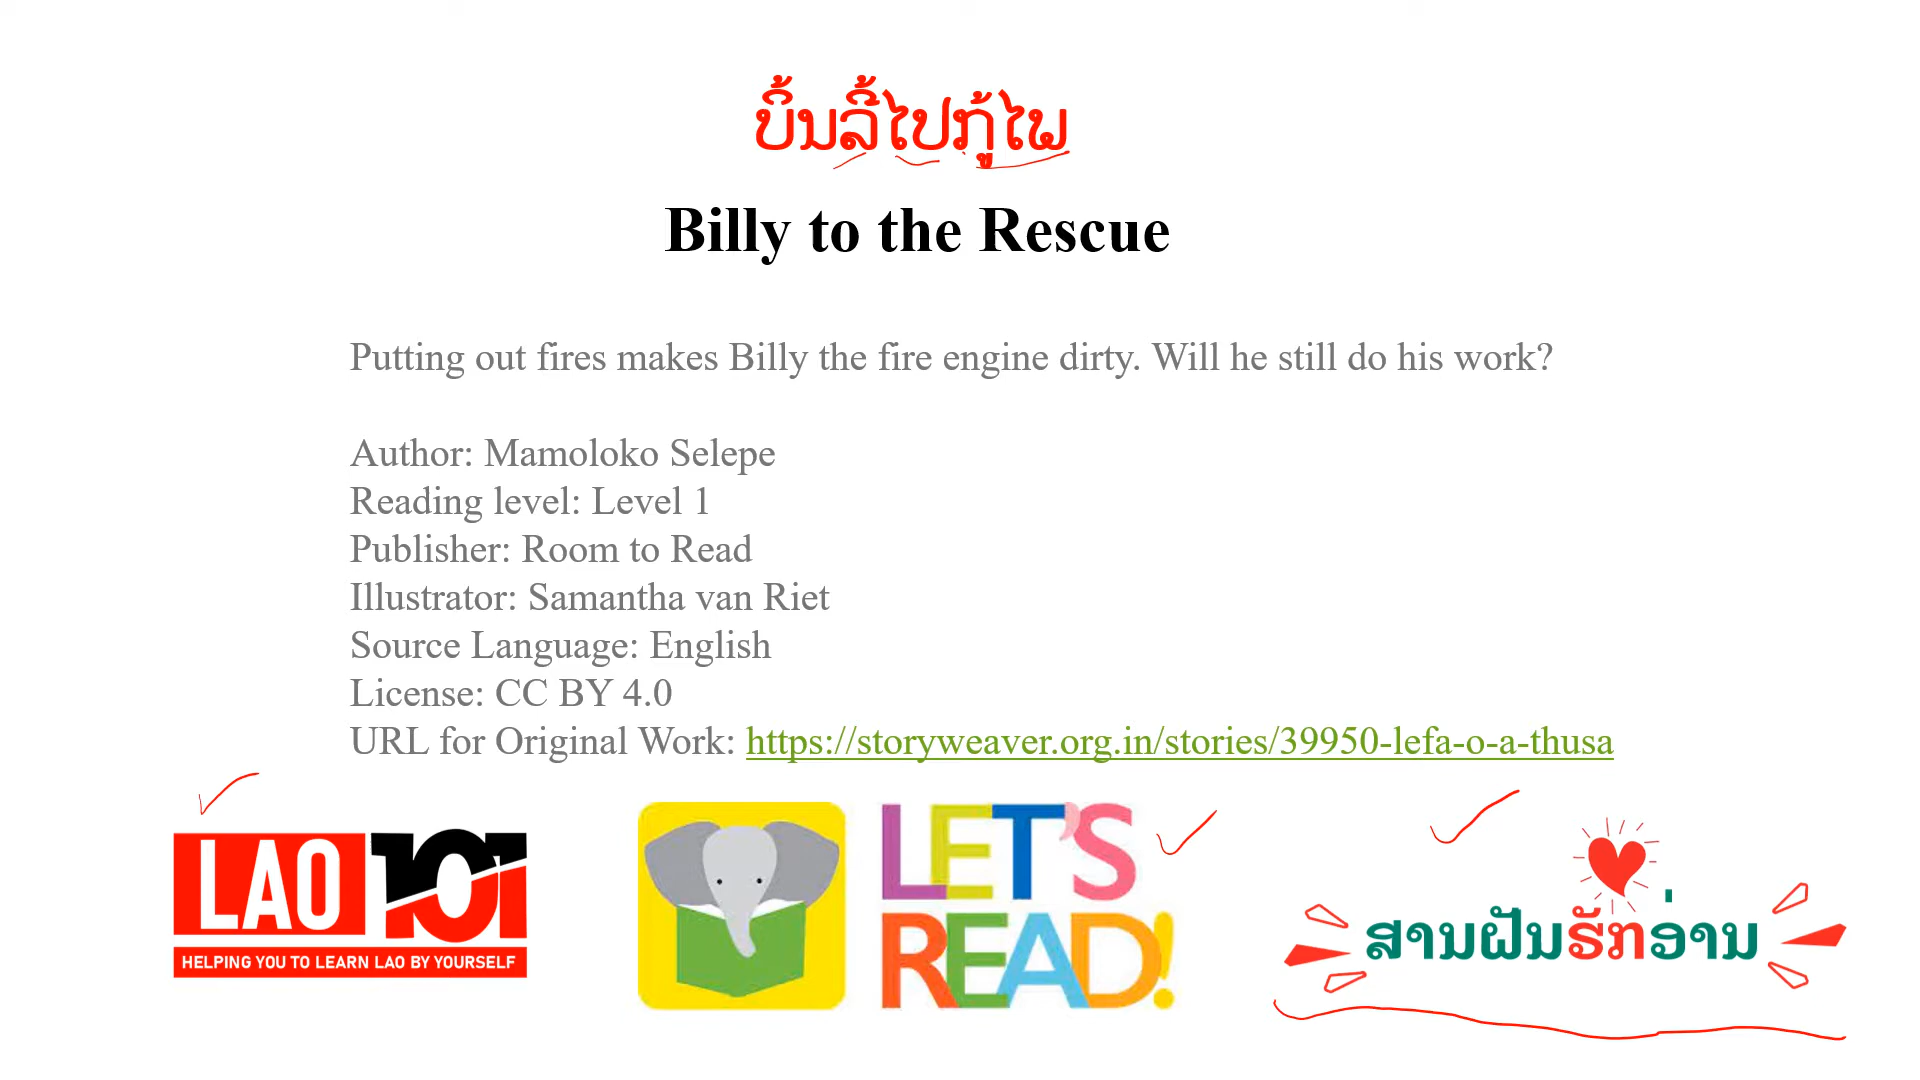 ບິ້ນລີ້ໄປກູ້ໄພ
Billy to the Rescue
Putting out fires makes Billy the fire engine dirty. Will he still do his work?
Author: Mamoloko Selepe
Reading level: Level 1
Publisher: Room to Read
Illustrator: Samantha van Riet
Source Language: English
License: CC BY 4.0
URL for Original Work: https://storyweaver.org.in/stories/39950-lefa-o-a-thusa
LAO 101
HELPING YOU TO LEARN LAO BY YOURSELF
LET'S
READ!
ສານຝັນຮັກອ່ານ